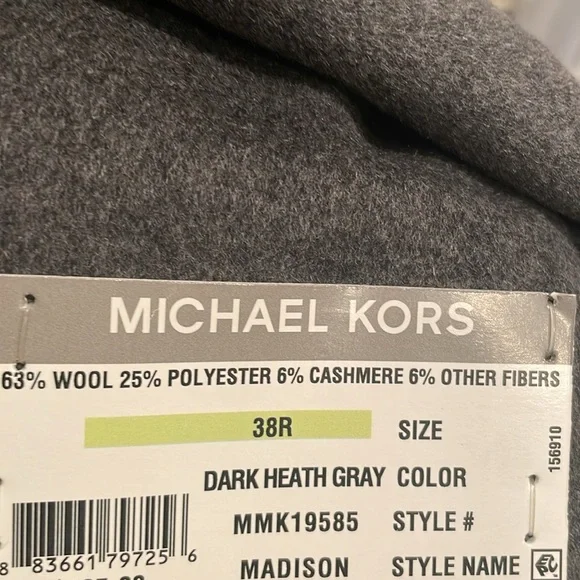 MICHAEL KORS
63% WOOL 25% POLYESTER 6% CASHMERE 6% OTHER FIBERS
38R SIZE
156910
DARK HEATH GRAY COLOR
MMK19585 STYLE #
8 83661 79725 6
MADISON STYLE NAME